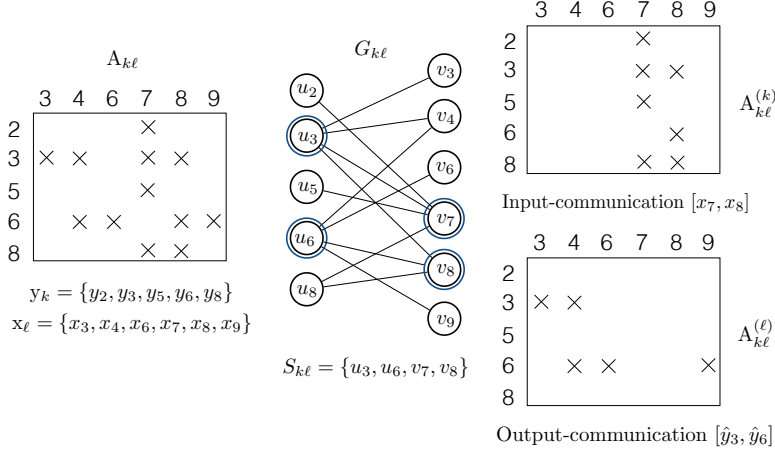 A_{kℓ}
3 4 6 7 8 9
2
3 × × × ×
5 ×
6 × × × ×
8 × ×
2 ×
y_k = {y_2, y_3, y_5, y_6, y_8}
x_ℓ = {x_3, x_4, x_6, x_7, x_8, x_9}
G_{kℓ}
u_2
u_3
u_5
u_6
u_8
v_3
v_4
v_6
v_7
v_8
v_9
S_{kℓ} = {u_3, u_6, v_7, v_8}
3 4 6 7 8 9
2 ×
3 × ×
5 ×
6 ×
8 × ×
A_{kℓ}^{(k)}
Input-communication [x_7, x_8]
3 4 6 7 8 9
2
3 × ×
5
6 × × ×
8
A_{kℓ}^{(ℓ)}
Output-communication [ŷ_3, ŷ_6]